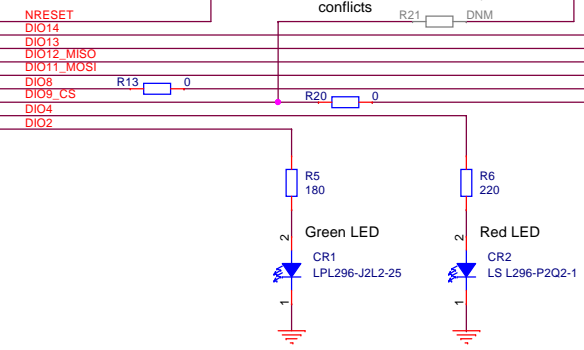 conflicts
NRESET
R21
DNM
DIO14
DIO13
DIO12_MISO
DIO11_MOSI
DIO8
R13
0
DIO9_CS
R20
0
DIO4
DIO2
R5
180
R6
220
2
Green LED
2
Red LED
CR1
LPL296-J2L2-25
CR2
LS L296-P2Q2-1
1
1